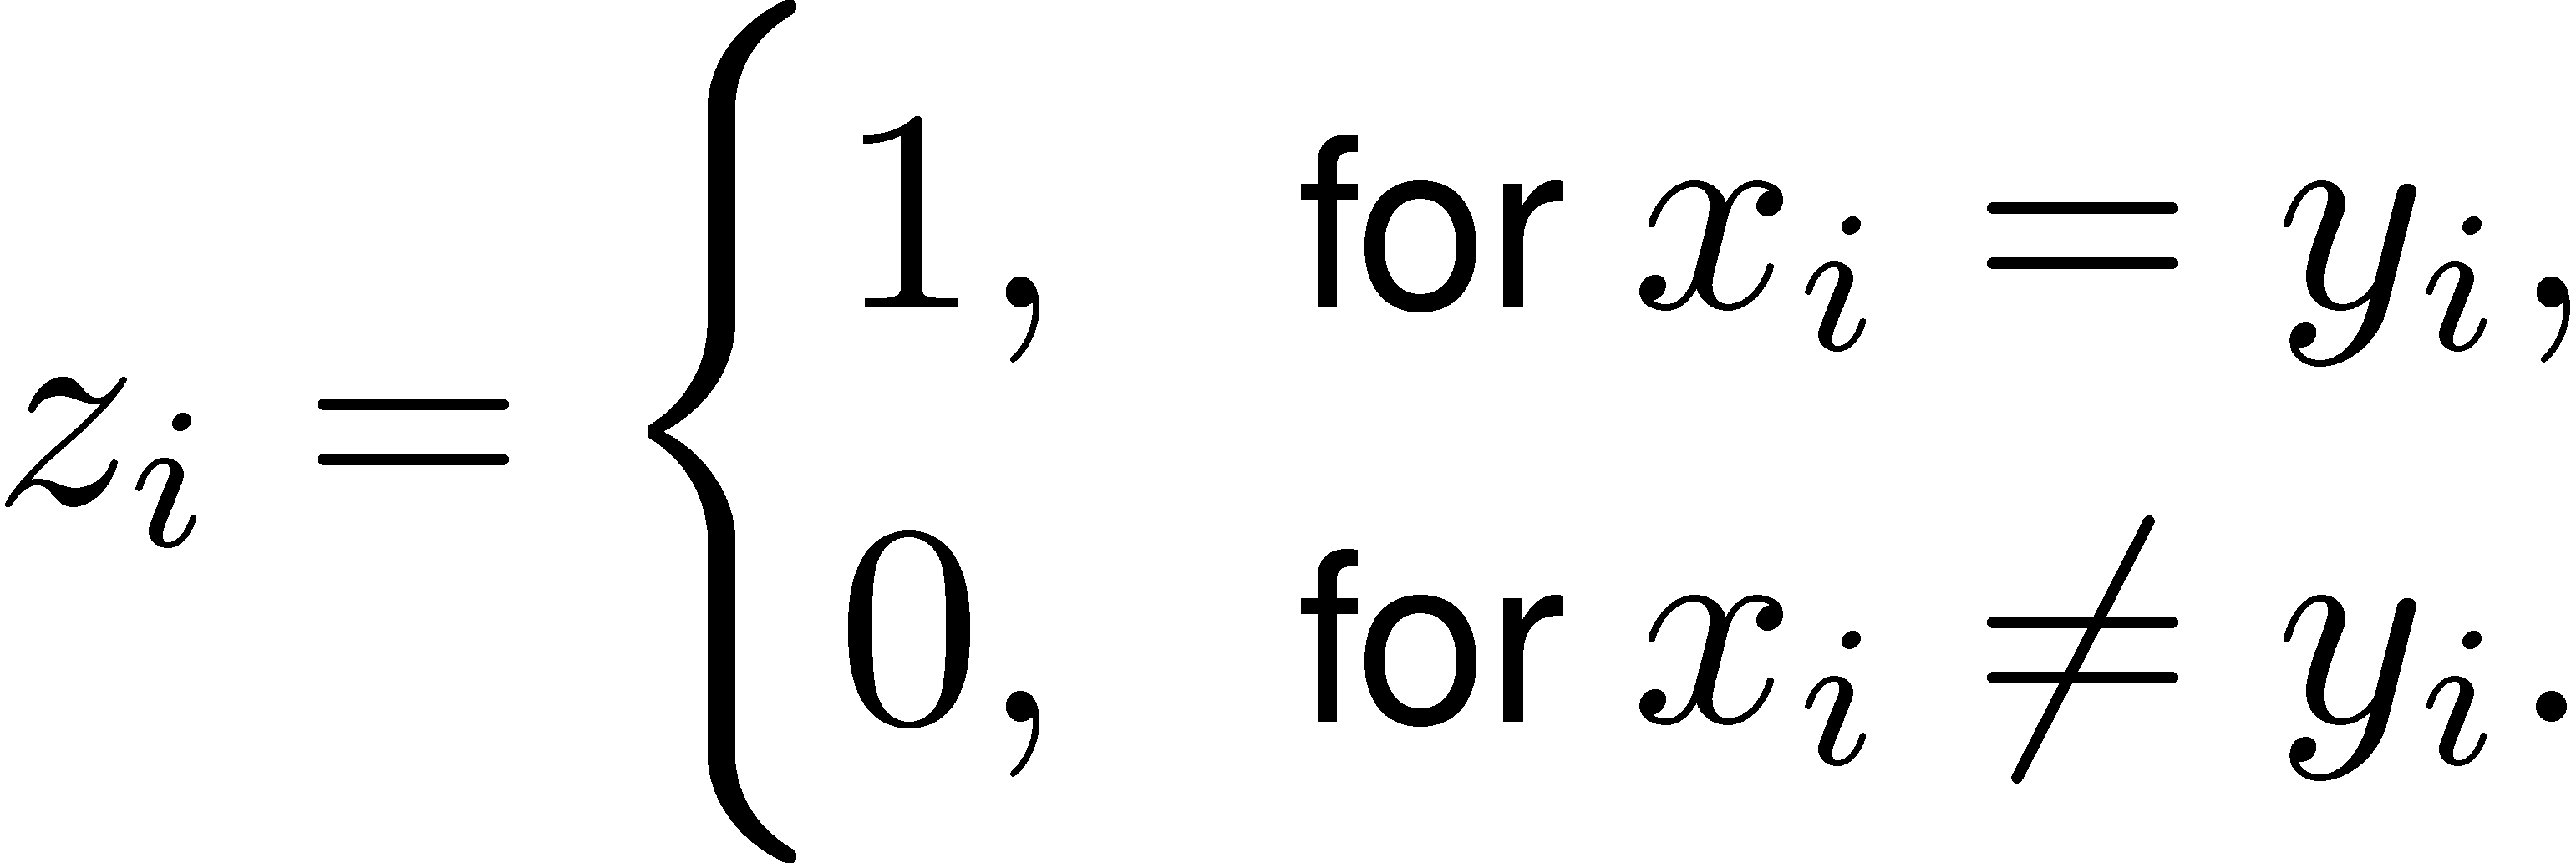 z_i = { 1, for x_i = y_i,
0, for x_i ≠ y_i.